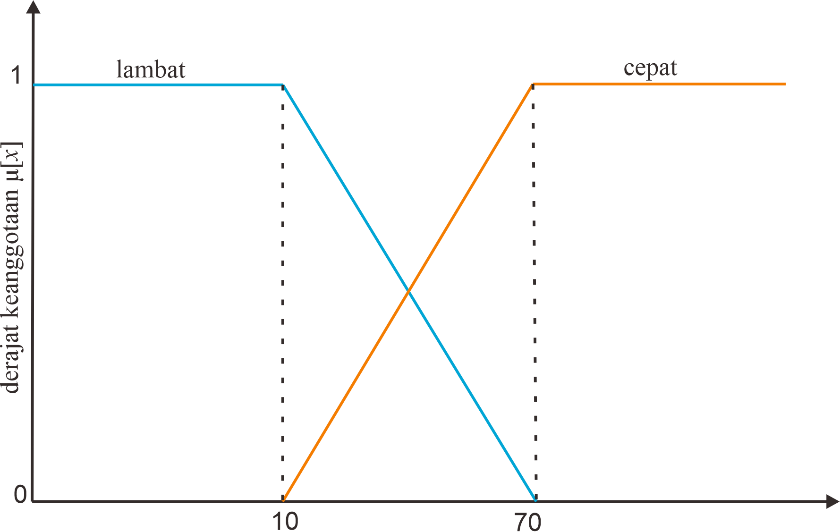 1
lambat
cepat
derajat keanggotaan μ[x]
0
10
70